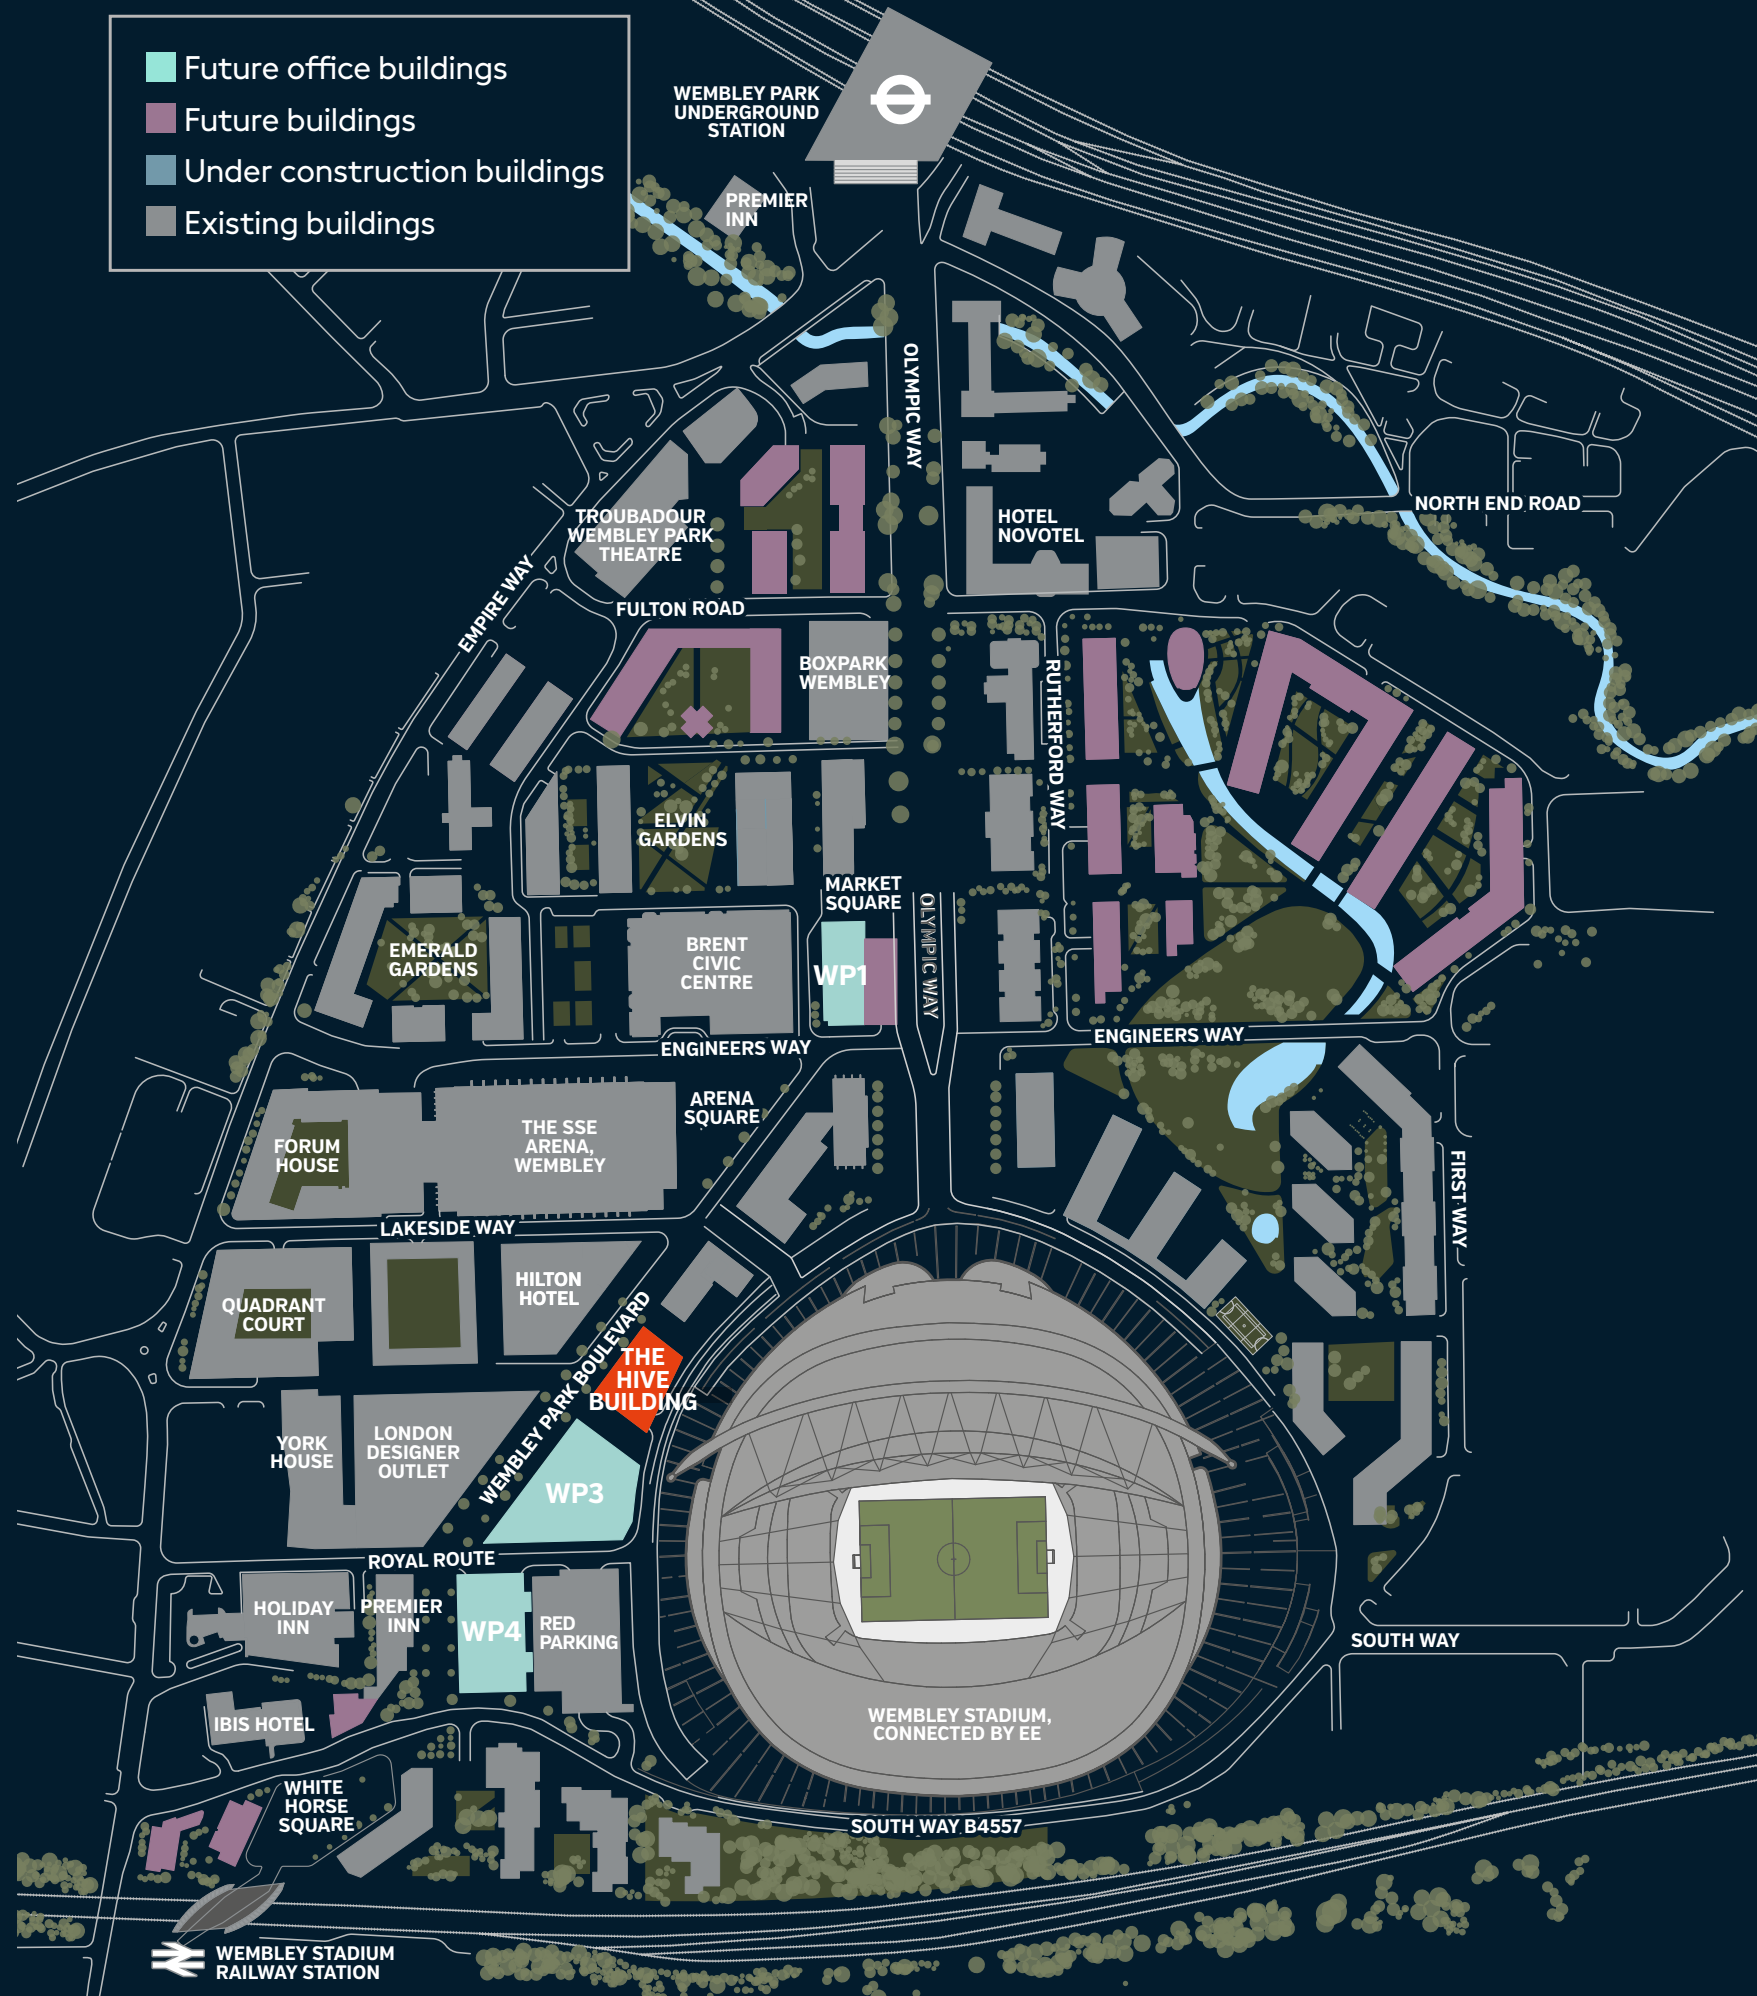 Future office buildings
Future buildings
Under construction buildings
Existing buildings
WEMBLEY PARK
UNDERGROUND
STATION
PREMIER
INN
OLYMPIC WAY
NORTH END ROAD
HOTEL
NOVOTEL
TROUBADOUR
WEMBLEY PARK
THEATRE
EMPIRE WAY
FULTON ROAD
BOXPARK
WEMBLEY
RUTHERFORD WAY
ELVIN
GARDENS
MARKET
SQUARE
OLYMPIC WAY
EMERALD
GARDENS
BRENT
CIVIC
CENTRE
WP1
ENGINEERS WAY
ENGINEERS WAY
ARENA
SQUARE
THE SSE
ARENA,
WEMBLEY
FORUM
HOUSE
FIRST WAY
LAKESIDE WAY
HILTON
HOTEL
QUADRANT
COURT
WEMBLEY PARK BOULEVARD
THE
HIVE
BUILDING
YORK
HOUSE
LONDON
DESIGNER
OUTLET
WP3
ROYAL ROUTE
HOLIDAY
INN
PREMIER
INN
WP4
RED
PARKING
SOUTH WAY
IBIS HOTEL
WEMBLEY STADIUM,
CONNECTED BY EE
WHITE
HORSE
SQUARE
SOUTH WAY B4557
WEMBLEY STADIUM
RAILWAY STATION